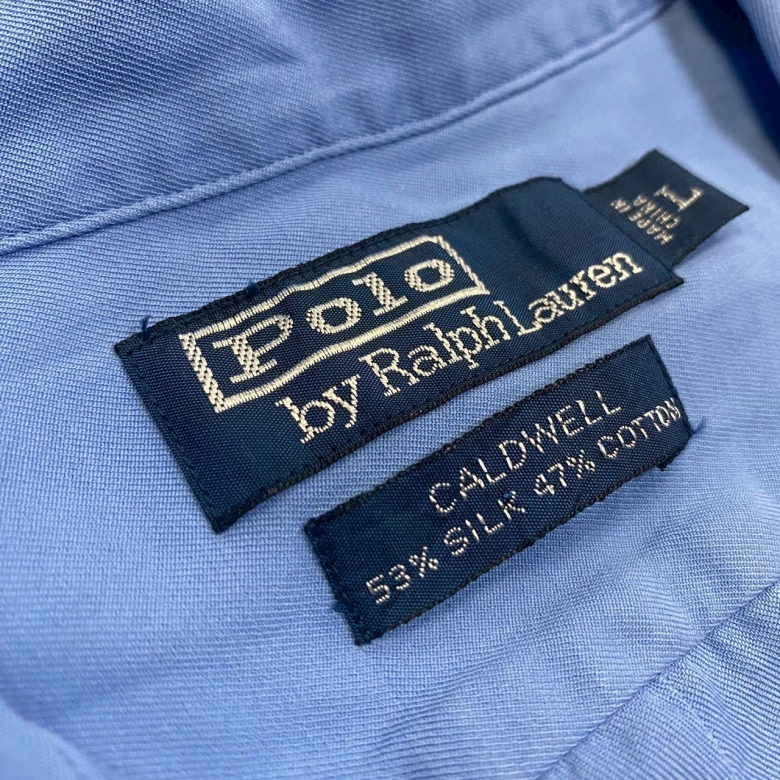 Polo
by Ralph Lauren
L
MADE IN
CHINA
CALDWELL
53% SILK 47% COTTON